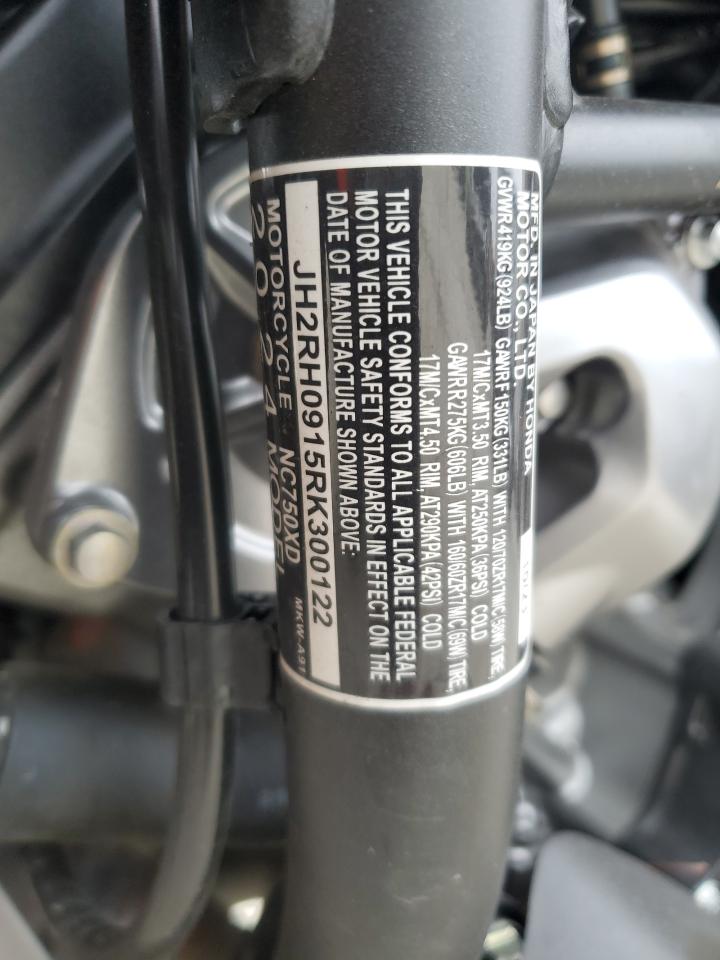 MFD. IN JAPAN BY HONDA
MOTOR CO., LTD.
GVWR419KG(924LB) GAWRF150KG(331LB) WITH 120/70ZR17M/C(58W) TIRE,
17M/CxMT3.50 RIM, AT250KPA(36PSI) COLD
GAWRR275KG(606LB) WITH 160/60ZR17M/C(69W) TIRE,
17M/CxMT4.50 RIM, AT290KPA(42PSI) COLD
THIS VEHICLE CONFORMS TO ALL APPLICABLE FEDERAL
MOTOR VEHICLE SAFETY STANDARDS IN EFFECT ON THE
DATE OF MANUFACTURE SHOWN ABOVE:
JH2RH0915RK300122
MOTORCYCLE NC750XD MKW-A91
2024 MODEL